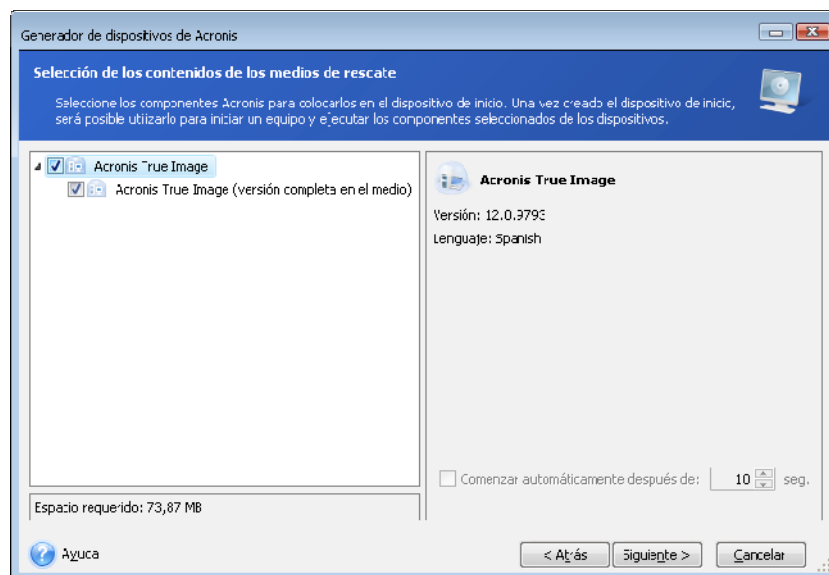 Generador de dispositivos de Acronis
Selección de los contenidos de los medios de rescate
Seleccione los componentes Acronis para colocarlos en el dispositivo de inicio. Una vez creado el dispositivo de inicio,
será posible utilizarlo para iniciar un equipo y ejecutar los componentes seleccionados de los dispositivos.
Acronis True Image
Acronis True Image (versión completa en el medio)
Acronis True Image
Versión: 12.0.9793
Lenguaje: Spanish
Comenzar automáticamente después de: 10 seg.
Espacio requerido: 73,87 MB
Ayuda
< Atrás
Siguiente >
Cancelar